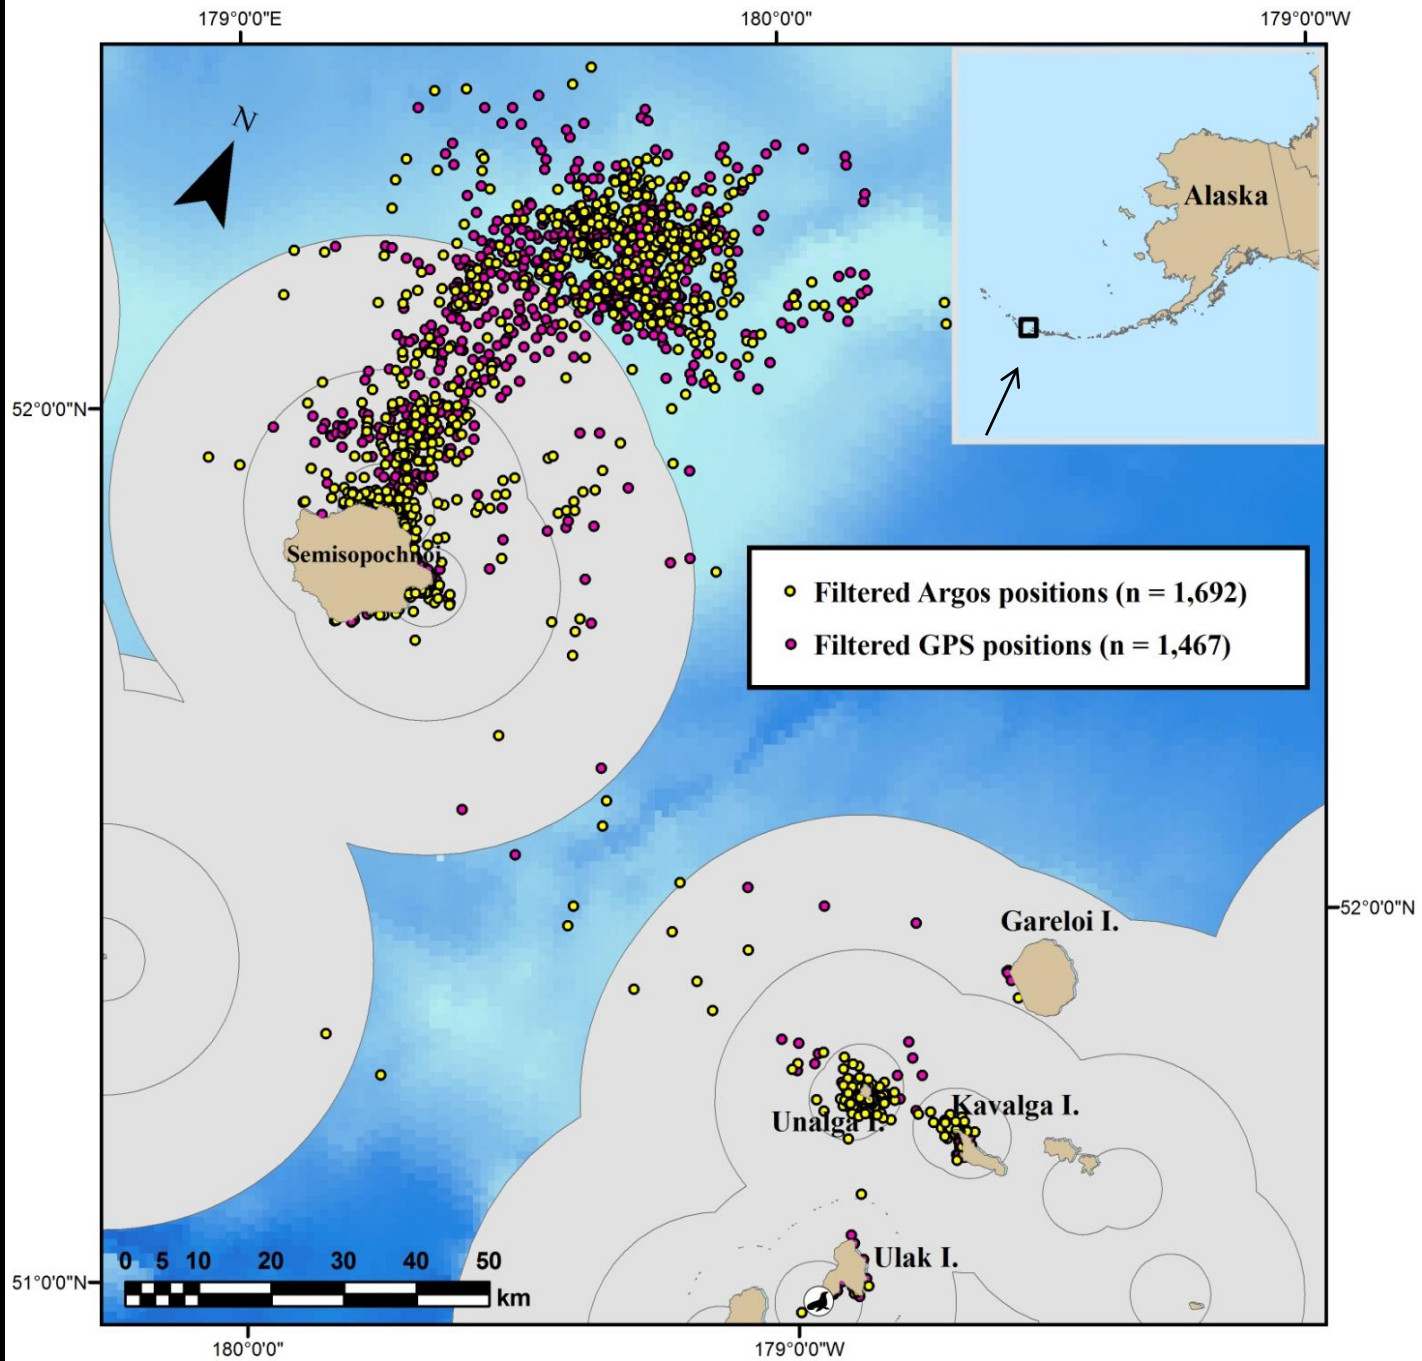 179°0'0"E
180°0'0"
179°0'0"W
N
Alaska
52°0'0"N
Semisopochnoi
Filtered Argos positions (n = 1,692)
Filtered GPS positions (n = 1,467)
52°0'0"N
Gareloi I.
Kavalga I.
Unalga I.
Ulak I.
0 5 10 20 30 40 50
km
51°0'0"N
180°0'0"
179°0'0"W